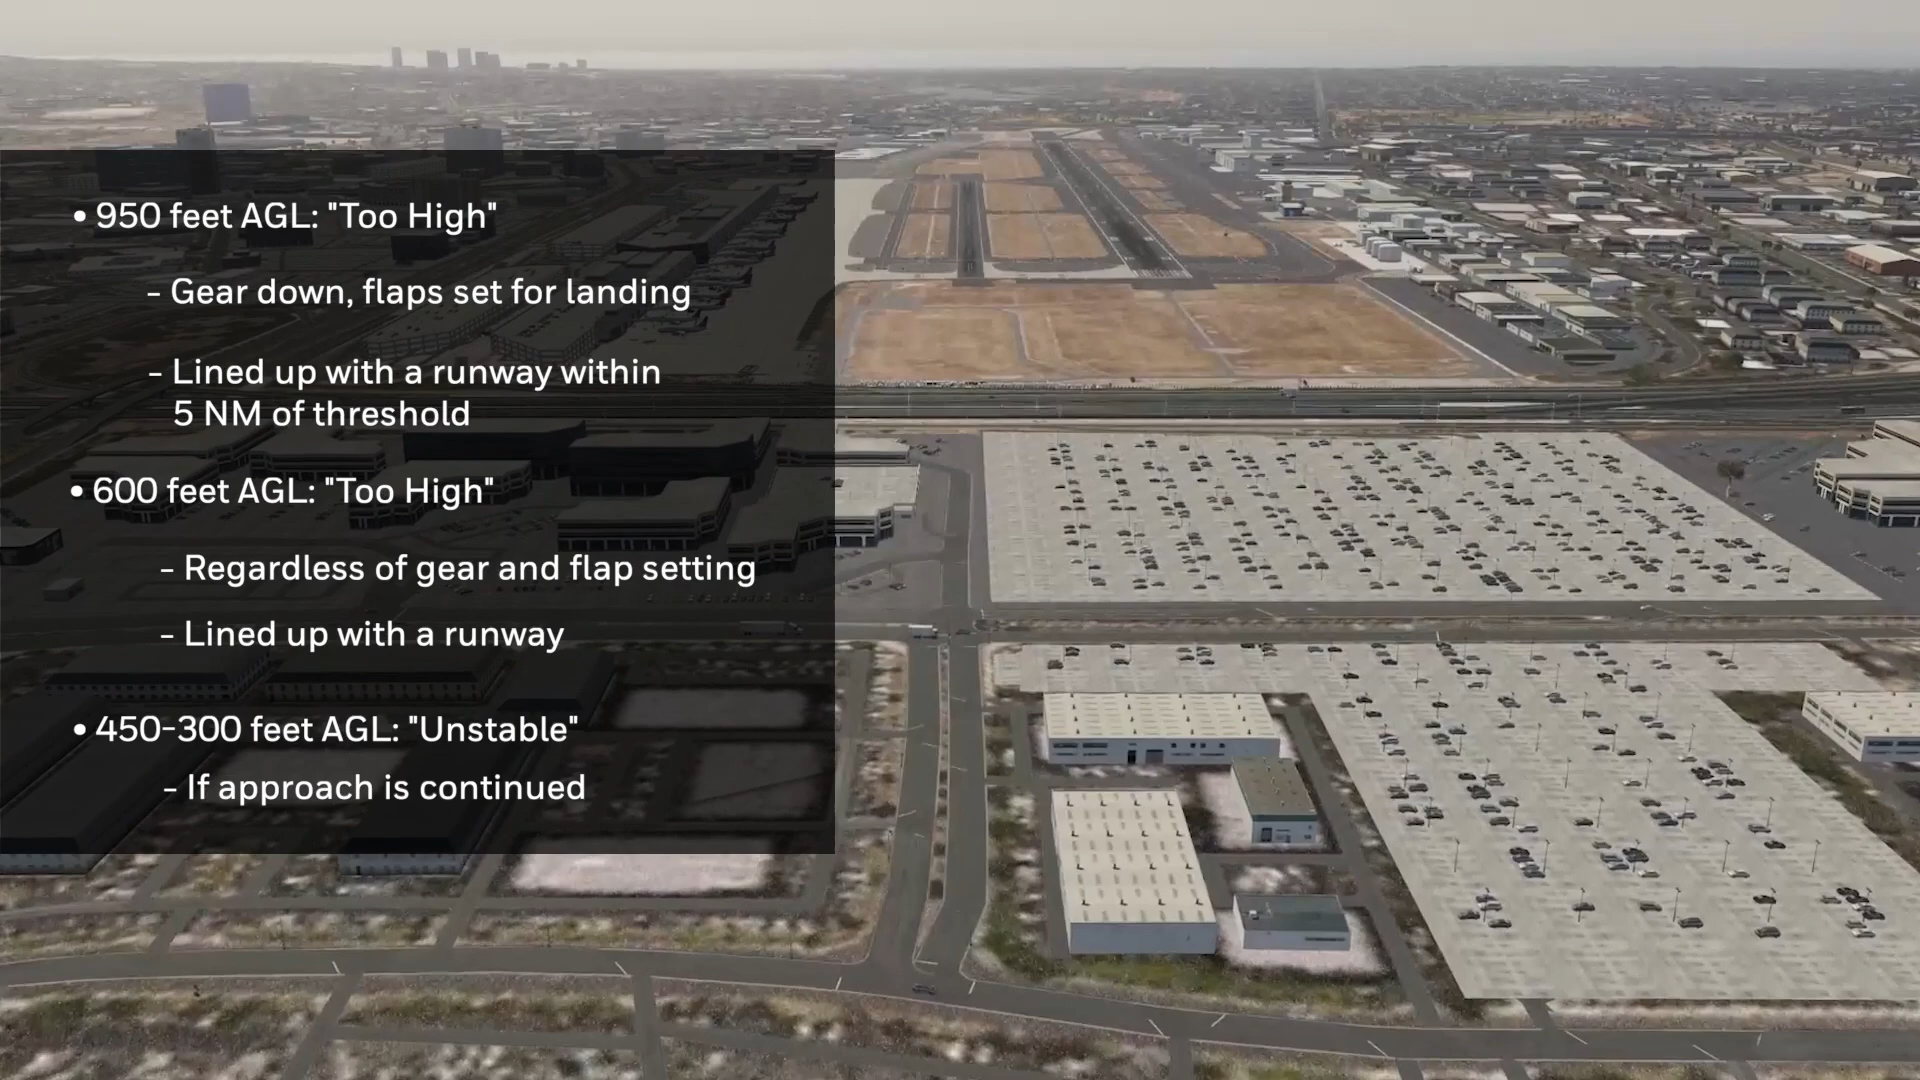 • 950 feet AGL: "Too High"
- Gear down, flaps set for landing
- Lined up with a runway within
5 NM of threshold
• 600 feet AGL: "Too High"
- Regardless of gear and flap setting
- Lined up with a runway
• 450-300 feet AGL: "Unstable"
- If approach is continued